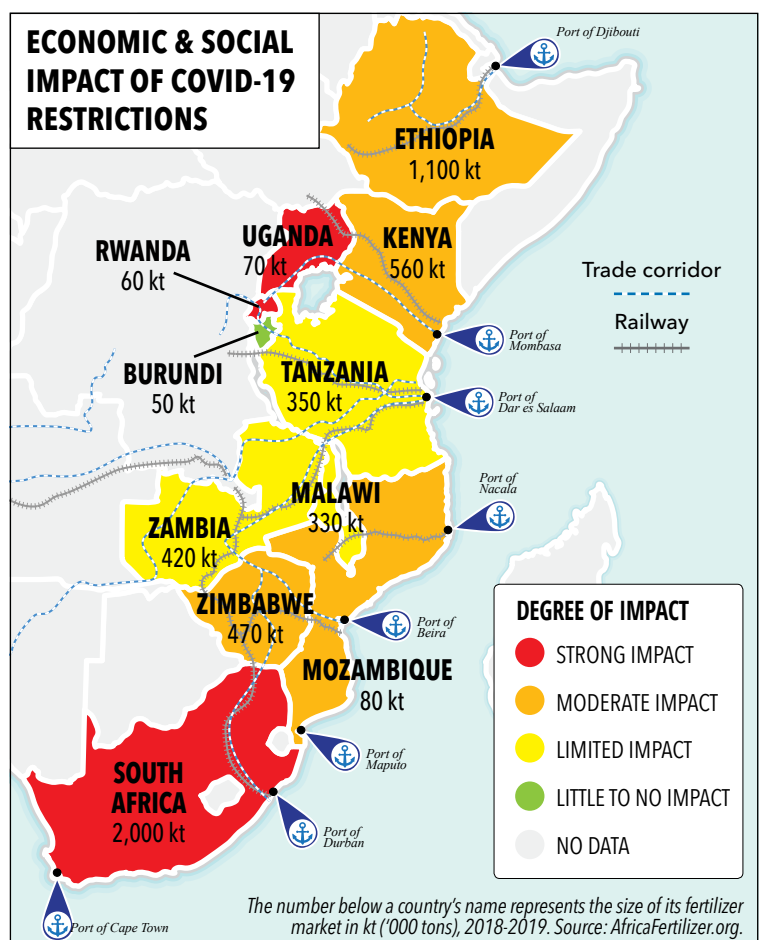 ECONOMIC & SOCIAL
IMPACT OF COVID-19
RESTRICTIONS
Port of Djibouti
ETHIOPIA
1,100 kt
UGANDA
70 kt
KENYA
560 kt
RWANDA
60 kt
Trade corridor
Railway
Port of
Mombasa
BURUNDI
50 kt
TANZANIA
350 kt
Port of
Dar es Salaam
Port of
Nacala
MALAWI
330 kt
ZAMBIA
420 kt
ZIMBABWE
470 kt
Port of
Beira
MOZAMBIQUE
80 kt
Port of
Maputo
SOUTH
AFRICA
2,000 kt
Port of
Durban
Port of Cape Town
DEGREE OF IMPACT
STRONG IMPACT
MODERATE IMPACT
LIMITED IMPACT
LITTLE TO NO IMPACT
NO DATA
The number below a country's name represents the size of its fertilizer
market in kt ('000 tons), 2018-2019. Source: AfricaFertilizer.org.